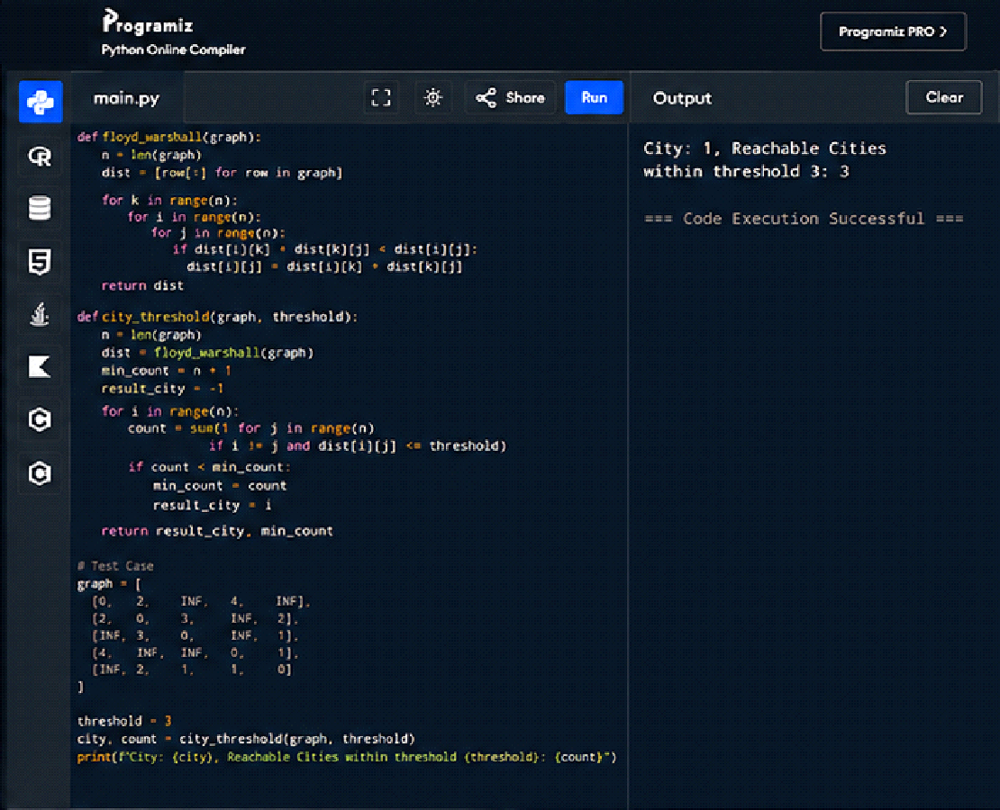 Programiz
Python Online Compiler
Programiz PRO >
main.py
Share
Run
Output
Clear
def floyd_warshall(graph):
n = len(graph)
dist = [row[:] for row in graph]
for k in range(n):
for i in range(n):
for j in range(n):
if dist[i][k] + dist[k][j] < dist[i][j]:
dist[i][j] = dist[i][k] + dist[k][j]
return dist
def city_threshold(graph, threshold):
n = len(graph)
dist = floyd_warshall(graph)
min_count = n + 1
result_city = -1
for i in range(n):
count = sum(1 for j in range(n)
if i != j and dist[i][j] <= threshold)
if count < min_count:
min_count = count
result_city = i
return result_city, min_count
# Test Case
graph = [
[0, 2, INF, 4, INF],
[2, 0, 3, INF, 2],
[INF, 3, 0, INF, 1],
[4, INF, INF, 0, 1],
[INF, 2, 1, 1, 0]
]
threshold = 3
city, count = city_threshold(graph, threshold)
print(f"City: {city}, Reachable Cities within threshold {threshold}: {count}")
City: 1, Reachable Cities
within threshold 3: 3
=== Code Execution Successful ===